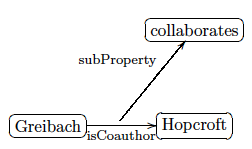 collaborates
subProperty
Greibach
isCoauthor
Hopcroft